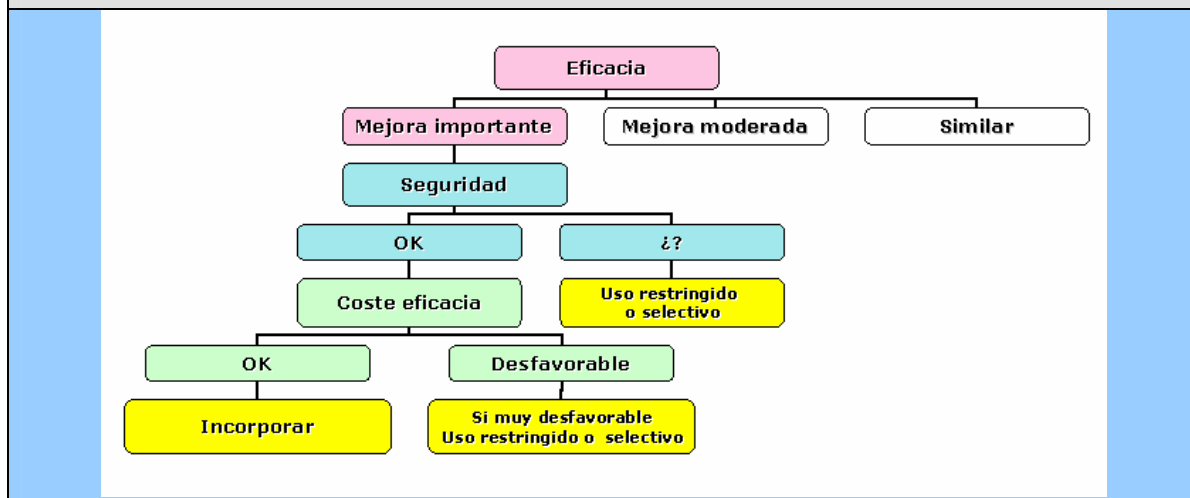 Eficacia
Mejora importante
Mejora moderada
Similar
Seguridad
OK
¿?
Coste eficacia
Uso restringido
o selectivo
OK
Desfavorable
Incorporar
Si muy desfavorable
Uso restringido o selectivo